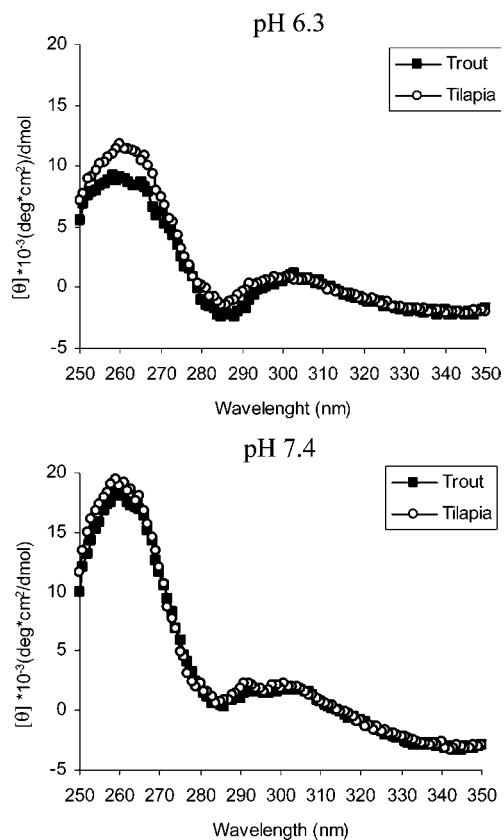 pH 6.3
Trout
Tilapia
[θ]*10⁻³(deg*cm²)/dmol
20
15
10
5
0
-5
250 260 270 280 290 300 310 320 330 340 350
Wavelenght (nm)
pH 7.4
Trout
Tilapia
[θ] *10⁻³(deg*cm²/dmol)
20
15
10
5
0
-5
250 260 270 280 290 300 310 320 330 340 350
Wavelength (nm)